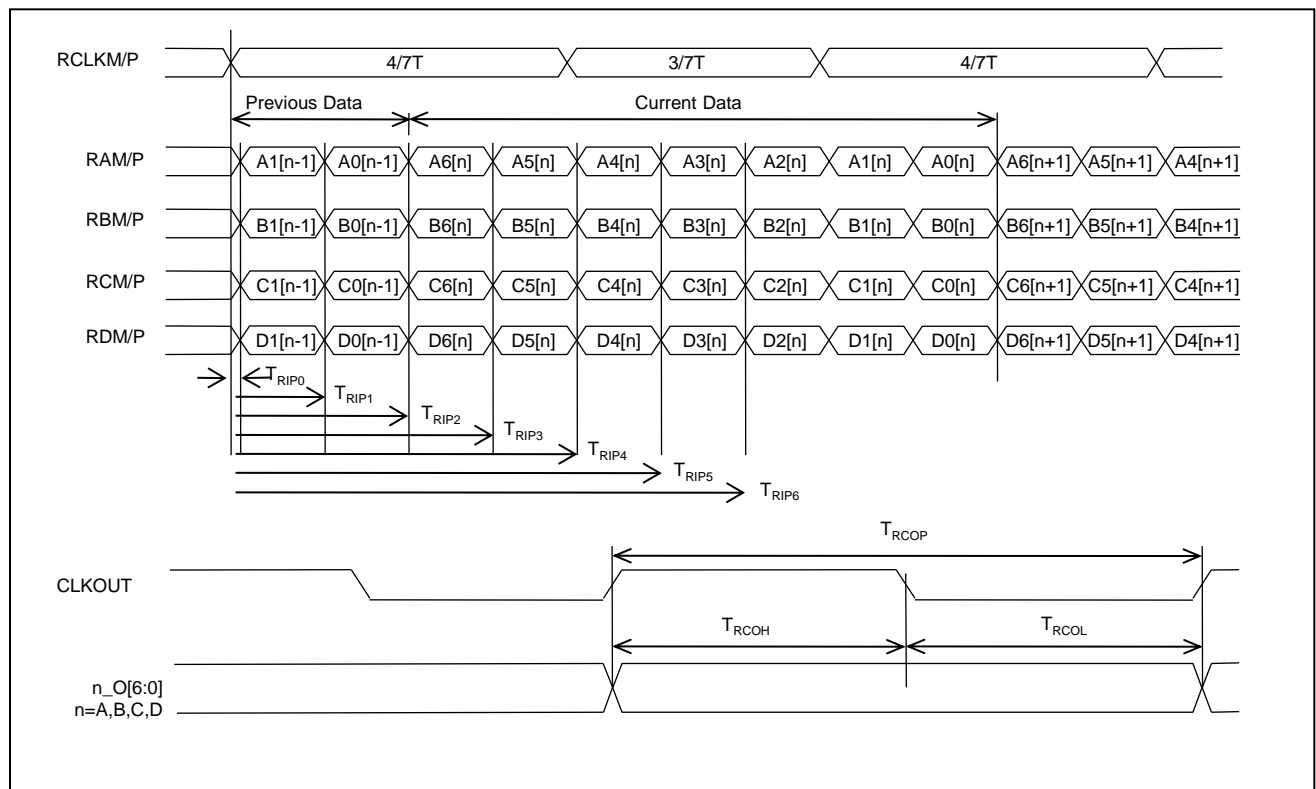 RCLKM/P 4/7T 3/7T 4/7T
Previous Data Current Data
RAM/P A1[n-1] A0[n-1] A6[n] A5[n] A4[n] A3[n] A2[n] A1[n] A0[n] A6[n+1] A5[n+1] A4[n+1]
RBM/P B1[n-1] B0[n-1] B6[n] B5[n] B4[n] B3[n] B2[n] B1[n] B0[n] B6[n+1] B5[n+1] B4[n+1]
RCM/P C1[n-1] C0[n-1] C6[n] C5[n] C4[n] C3[n] C2[n] C1[n] C0[n] C6[n+1] C5[n+1] C4[n+1]
RDM/P D1[n-1] D0[n-1] D6[n] D5[n] D4[n] D3[n] D2[n] D1[n] D0[n] D6[n+1] D5[n+1] D4[n+1]
TRIP0
TRIP1
TRIP2
TRIP3
TRIP4
TRIP5
TRIP6
TRCOP
CLKOUT
TRCOH TRCOL
n_O[6:0]
n=A,B,C,D